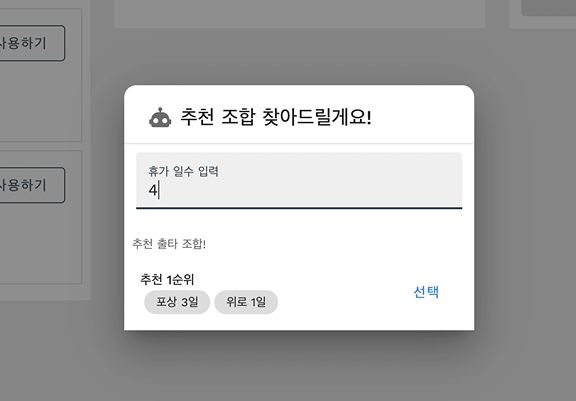 사용하기
추천 조합 찾아드릴게요!
휴가 일수 입력
4
사용하기
추천 출타 조합!
추천 1순위
포상 3일 위로 1일
선택